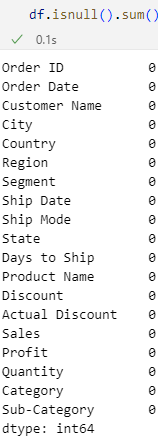 df.isnull().sum()
0.1s
Order ID 0
Order Date 0
Customer Name 0
City 0
Country 0
Region 0
Segment 0
Ship Date 0
Ship Mode 0
State 0
Days to Ship 0
Product Name 0
Discount 0
Actual Discount 0
Sales 0
Profit 0
Quantity 0
Category 0
Sub-Category 0
dtype: int64